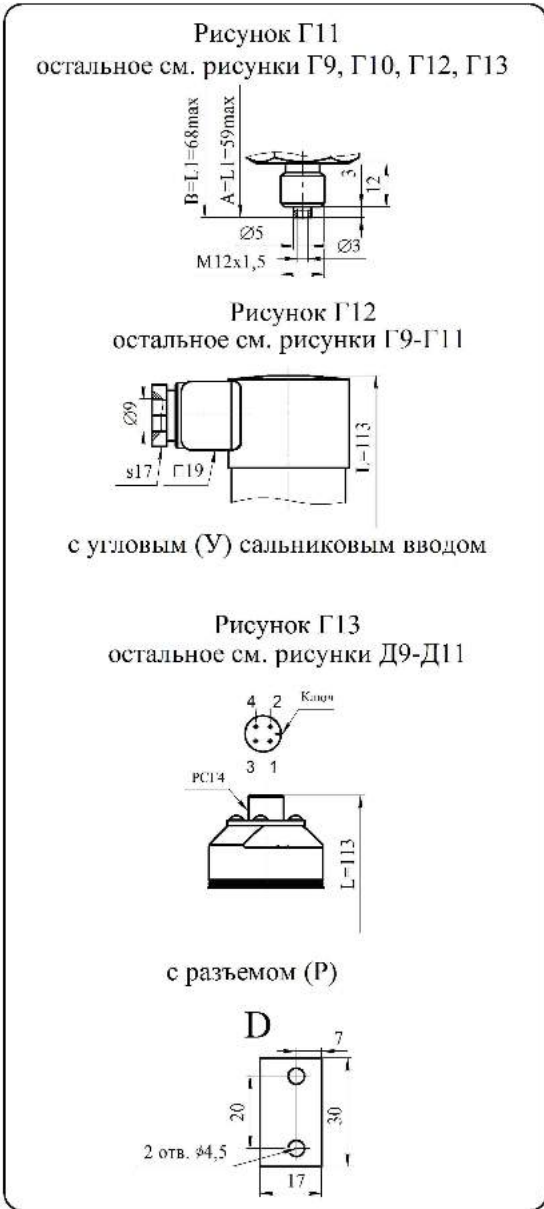 Рисунок Г11
остальное см. рисунки Г9, Г10, Г12, Г13
B=L1=68max
A=L1=59max
3
12
Ø5
Ø3
M12x1,5
Рисунок Г12
остальное см. рисунки Г9-Г11
Ø9
s17
□19
L=113
с угловым (У) сальниковым вводом
Рисунок Г13
остальное см. рисунки Д9-Д11
4 2
Ключ
3 1
РСГ4
L=113
с разъемом (Р)
D
7
20
30
2 отв. Ø4,5
17